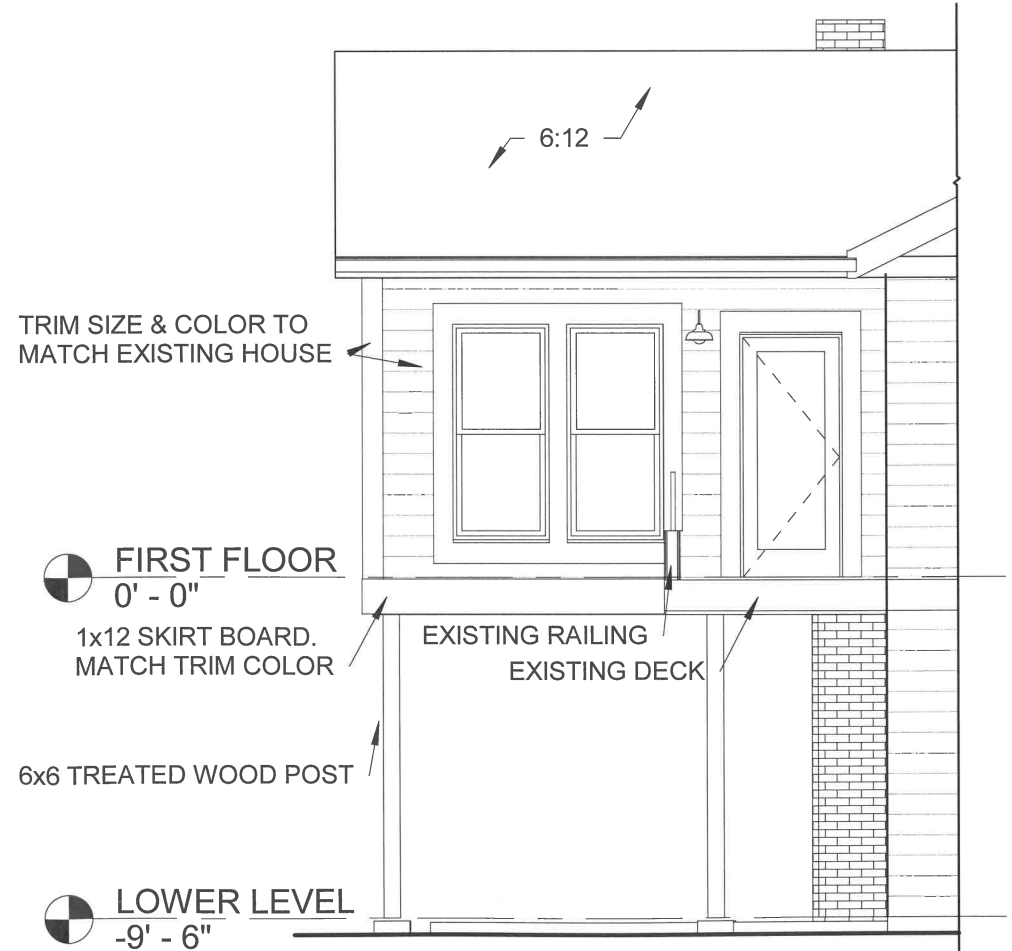 6:12
TRIM SIZE & COLOR TO
MATCH EXISTING HOUSE
FIRST FLOOR
0' - 0"
1x12 SKIRT BOARD.
MATCH TRIM COLOR
EXISTING RAILING
EXISTING DECK
6x6 TREATED WOOD POST
LOWER LEVEL
-9' - 6"